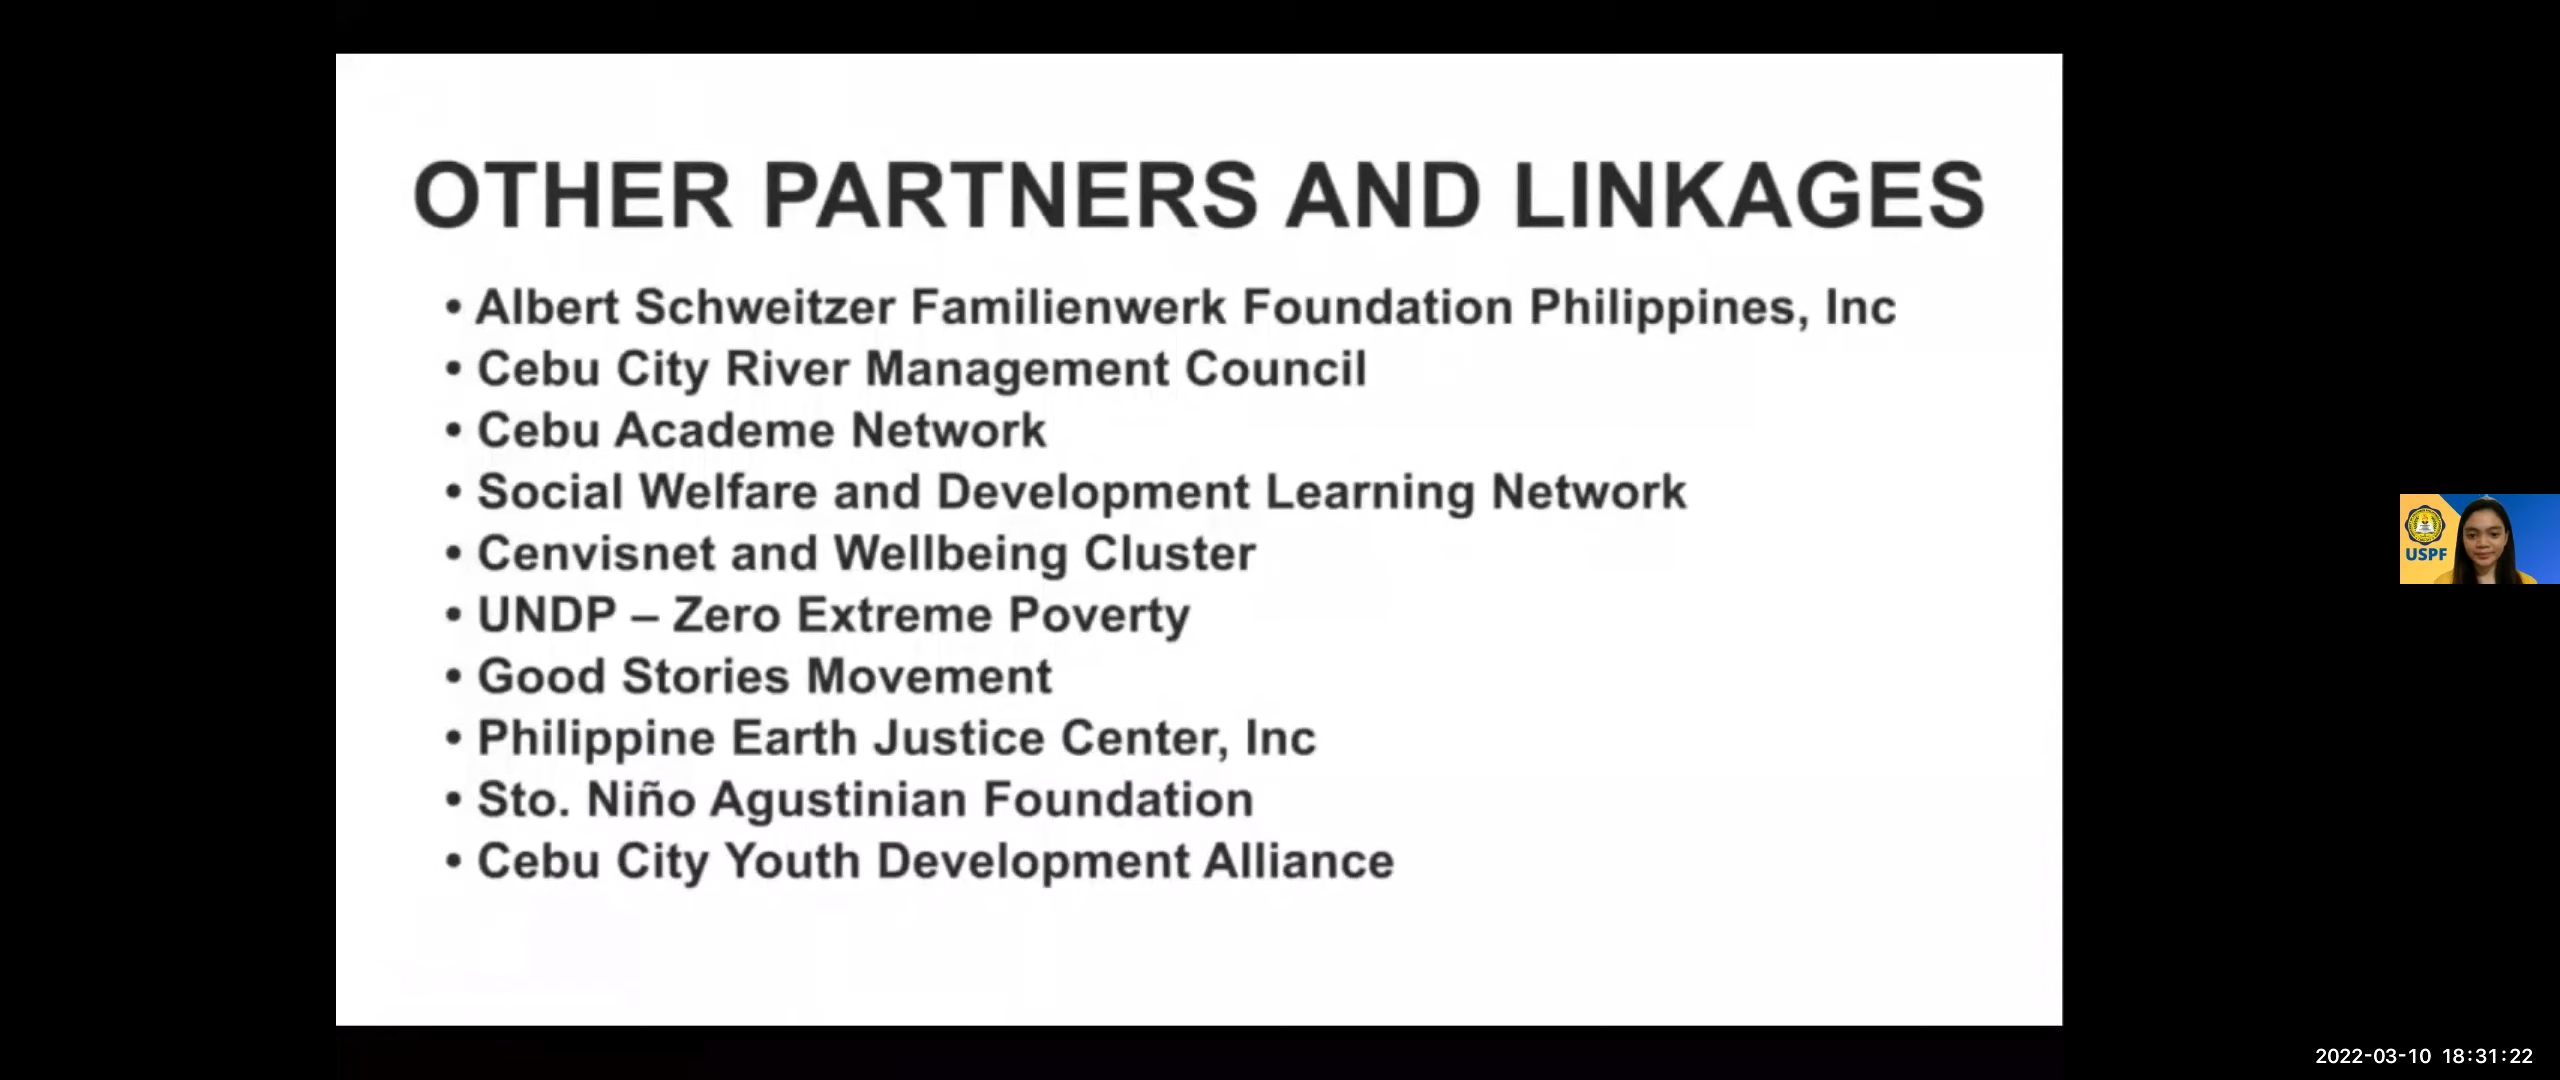 OTHER PARTNERS AND LINKAGES
• Albert Schweitzer Familienwerk Foundation Philippines, Inc
• Cebu City River Management Council
• Cebu Academe Network
• Social Welfare and Development Learning Network
• Cenvisnet and Wellbeing Cluster
• UNDP – Zero Extreme Poverty
• Good Stories Movement
• Philippine Earth Justice Center, Inc
• Sto. Niño Agustinian Foundation
• Cebu City Youth Development Alliance
USPF
2022-03-10 18:31:22